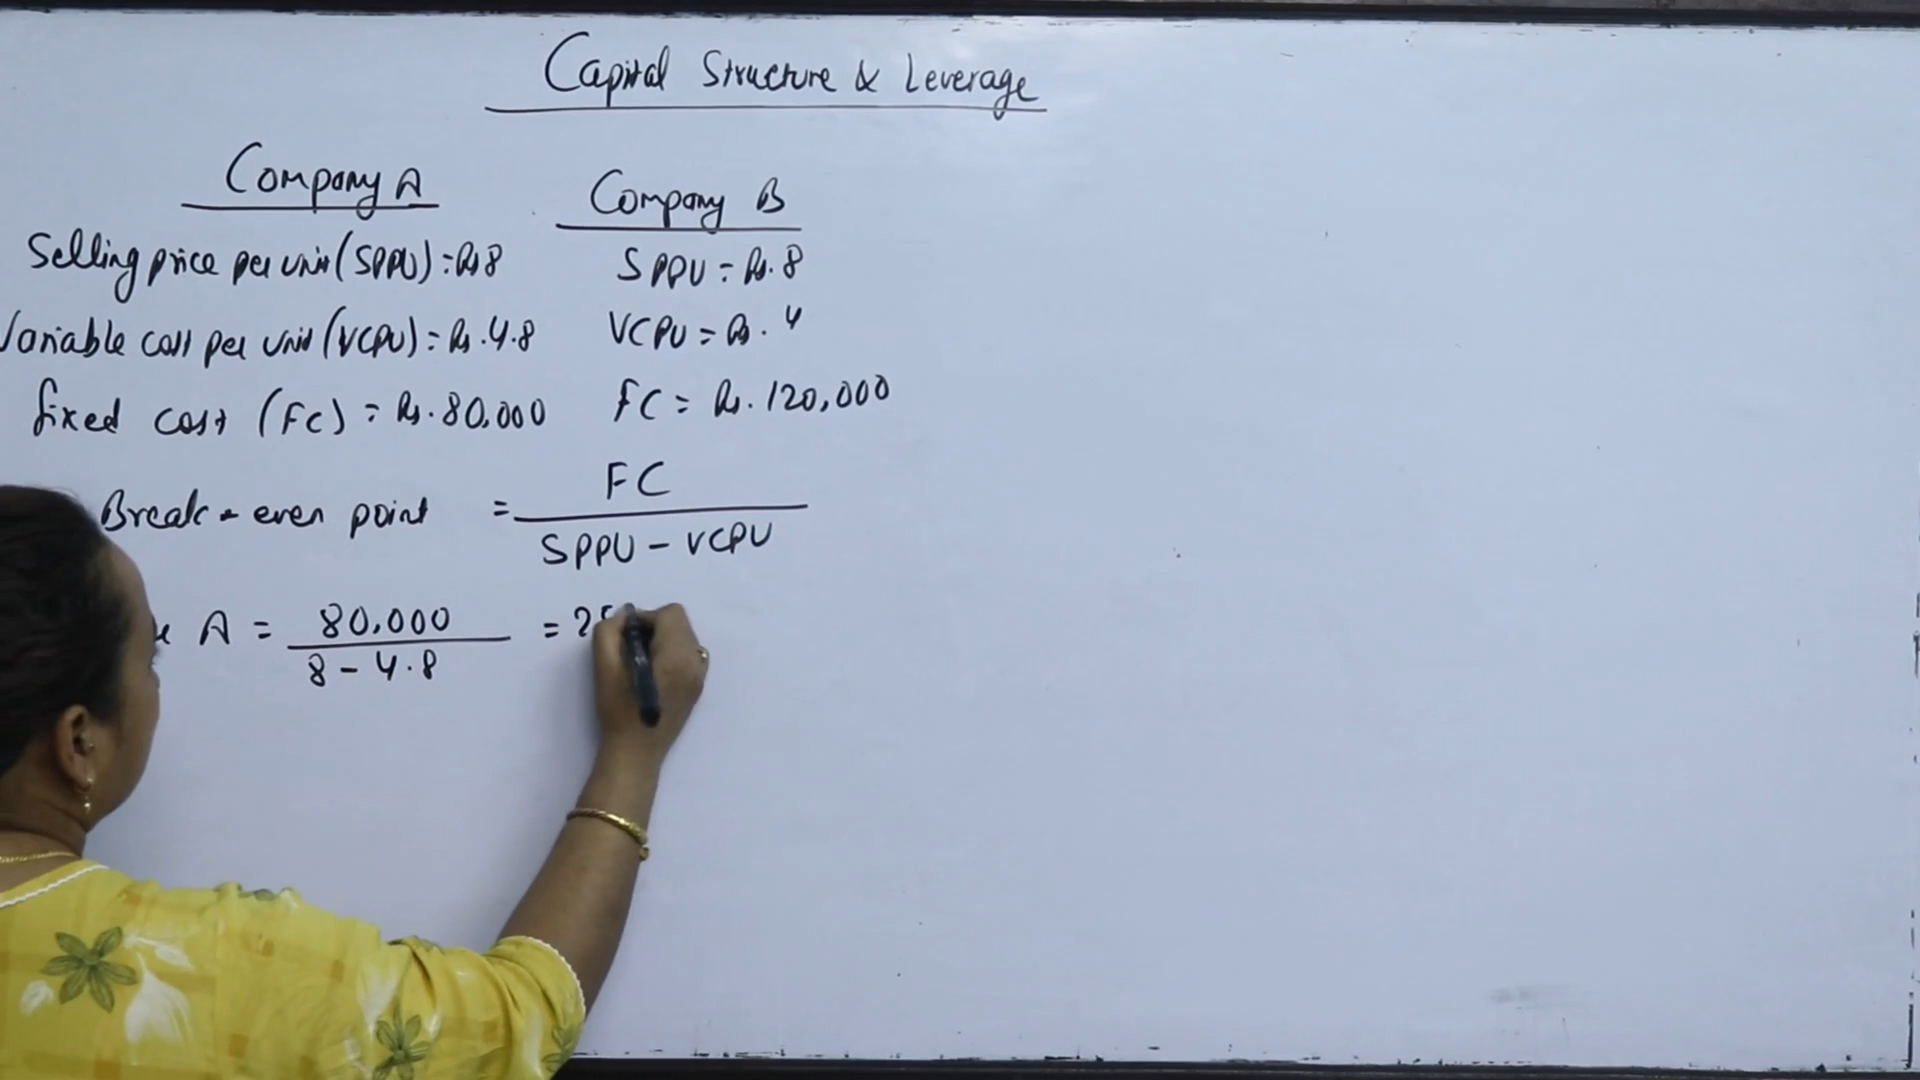 Capital Structure & Leverage
Company A
Selling price per unit (SPPU) = Rs 8
Variable cost per unit (VCPU) = Rs. 4.8
fixed cost (FC) = Rs. 80,000
Company B
SPPU = Rs. 8
VCPU = Rs. 4
FC = Rs. 120,000
Break-even point = FC
SPPU - VCPU
A = 80,000 = 25
8 - 4.8